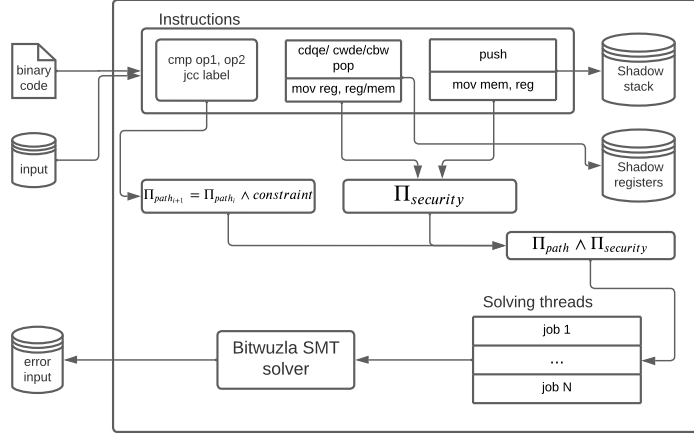 Instructions
binary
code
cmp op1, op2
jcc label
cdqe/ cwde/cbw
pop
mov reg, reg/mem
push
mov mem, reg
Shadow
stack
input
Shadow
registers
Π_{path_{i+1}} = Π_{path_i} ∧ constraint
Π_{security}
Π_{path} ∧ Π_{security}
Solving threads
job 1
...
job N
Bitwuzla SMT
solver
error
input